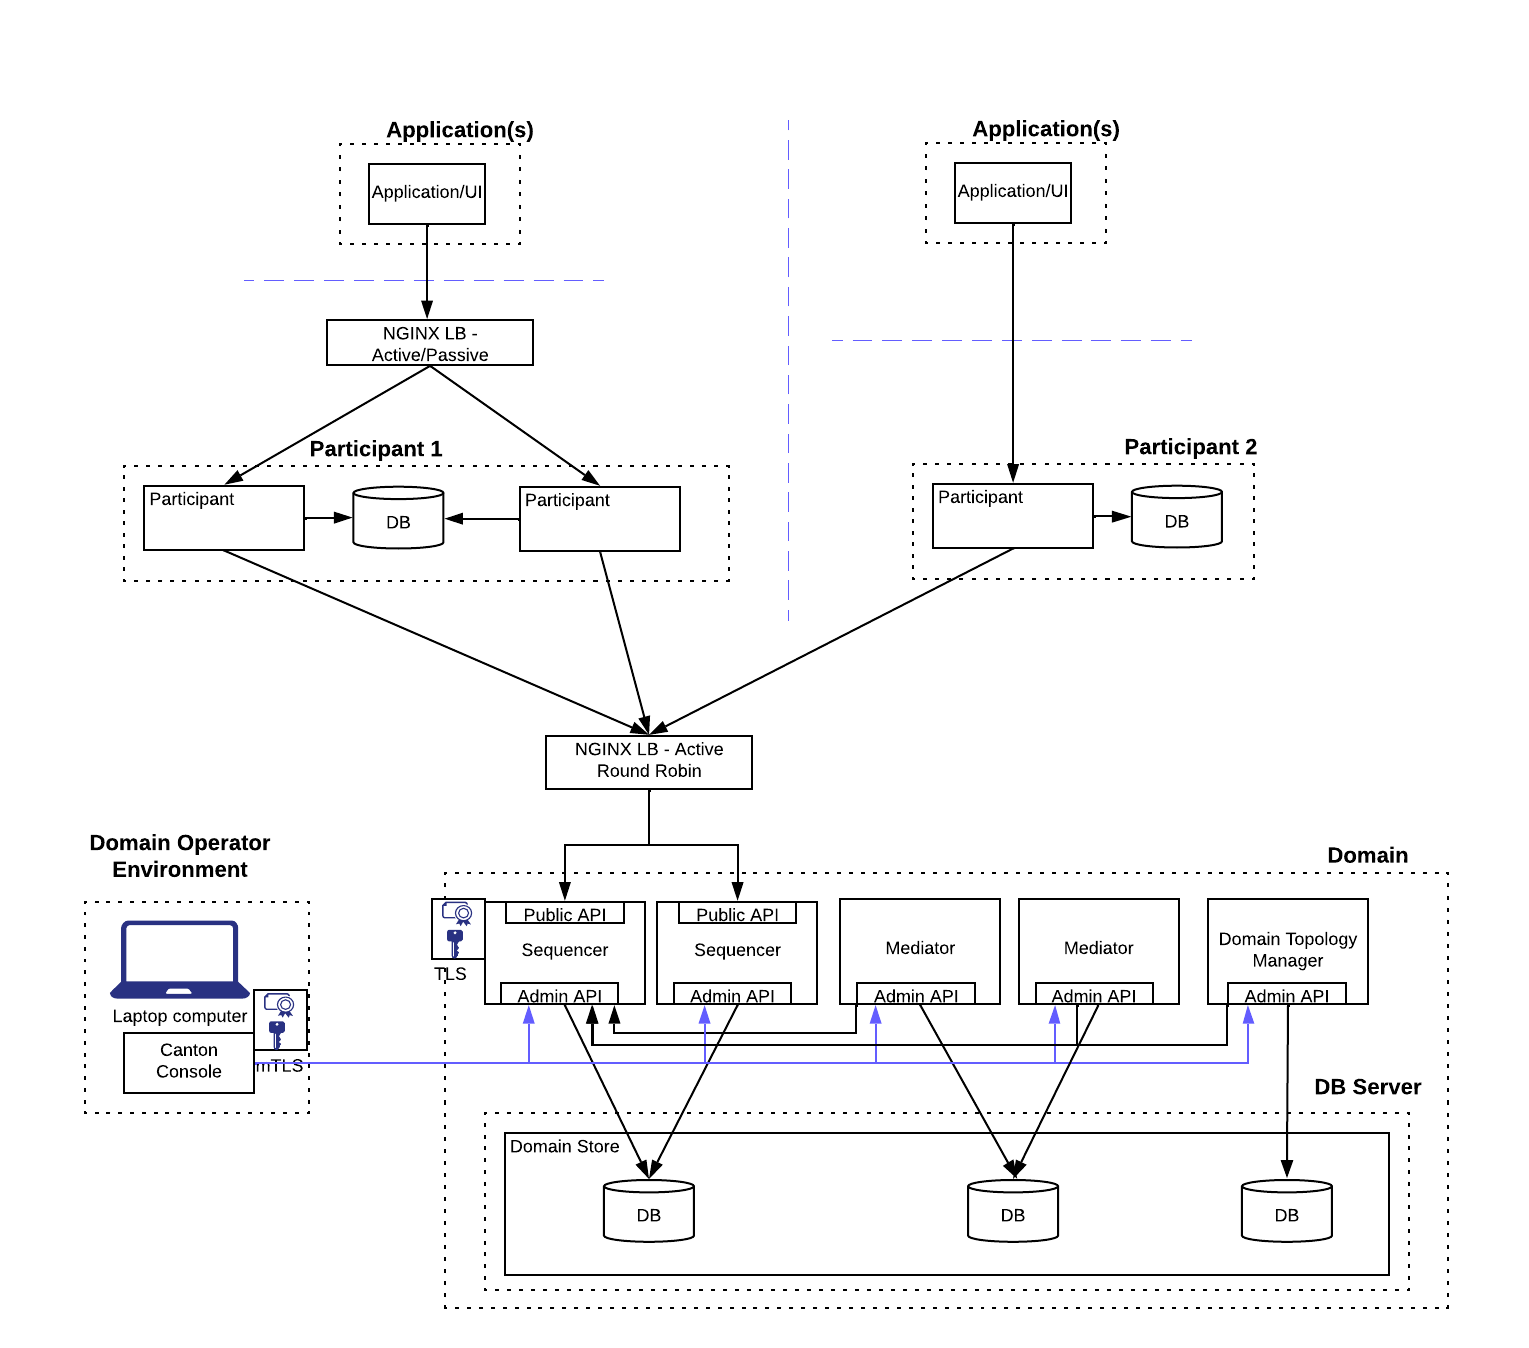 Application(s)
Application/UI
Application(s)
Application/UI
NGINX LB -
Active/Passive
Participant 1
Participant
DB
Participant
Participant 2
Participant
DB
NGINX LB - Active
Round Robin
Domain Operator
Environment
Laptop computer
Canton
Console
mTLS
Domain
TLS
Public API
Sequencer
Admin API
Public API
Sequencer
Admin API
Mediator
Admin API
Mediator
Admin API
Domain Topology
Manager
Admin API
DB Server
Domain Store
DB
DB
DB